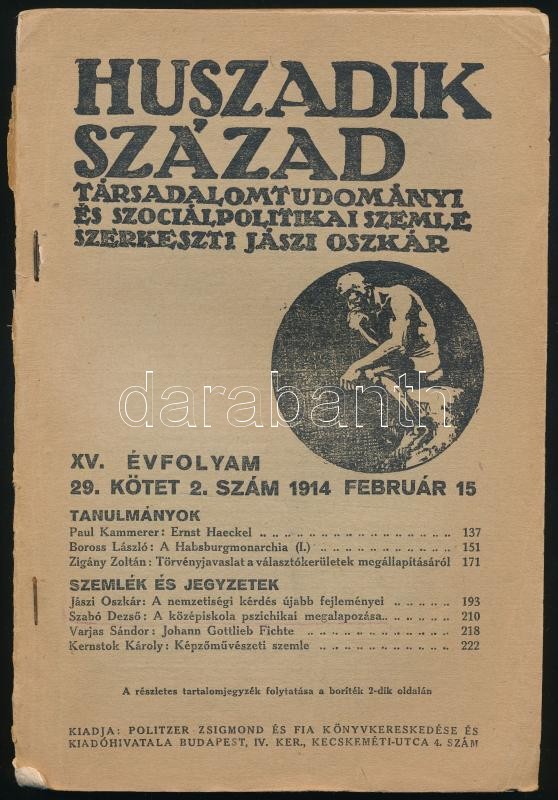 HUSZADIK
SZÁZAD
TÁRSADALOMTUDOMÁNYI
ÉS SZOCIÁLPOLITIKAI SZEMLE
SZERKESZTI JÁSZI OSZKÁR
darabanth
XV. ÉVFOLYAM
29. KÖTET 2. SZÁM 1914 FEBRUÁR 15
TANULMÁNYOK
Paul Kammerer: Ernst Haeckel .. .. .. .. .. .. .. .. .. .. .. .. 137
Boross László: A Habsburgmonarchia (I.) .. .. .. .. .. .. .. .. 151
Zigány Zoltán: Törvényjavaslat a választókerületek megállapításáról 171
SZEMLÉK ÉS JEGYZETEK
Jászi Oszkár: A nemzetiségi kérdés újabb fejleményei .. .. .. .. .. 193
Szabó Dezső: A középiskola pszichikai megalapozása.. .. .. .. .. 210
Varjas Sándor: Johann Gottlieb Fichte .. .. .. .. .. .. .. .. .. 218
Kernstok Károly: Képzőművészeti szemle .. .. .. .. .. .. .. .. 222
A részletes tartalomjegyzék folytatása a boríték 2-dik oldalán
KIADJA: POLITZER ZSIGMOND ÉS FIA KÖNYVKERESKEDÉSE ÉS
KIADÓHIVATALA BUDAPEST, IV. KER., KECSKEMÉTI-UTCA 4. SZÁM